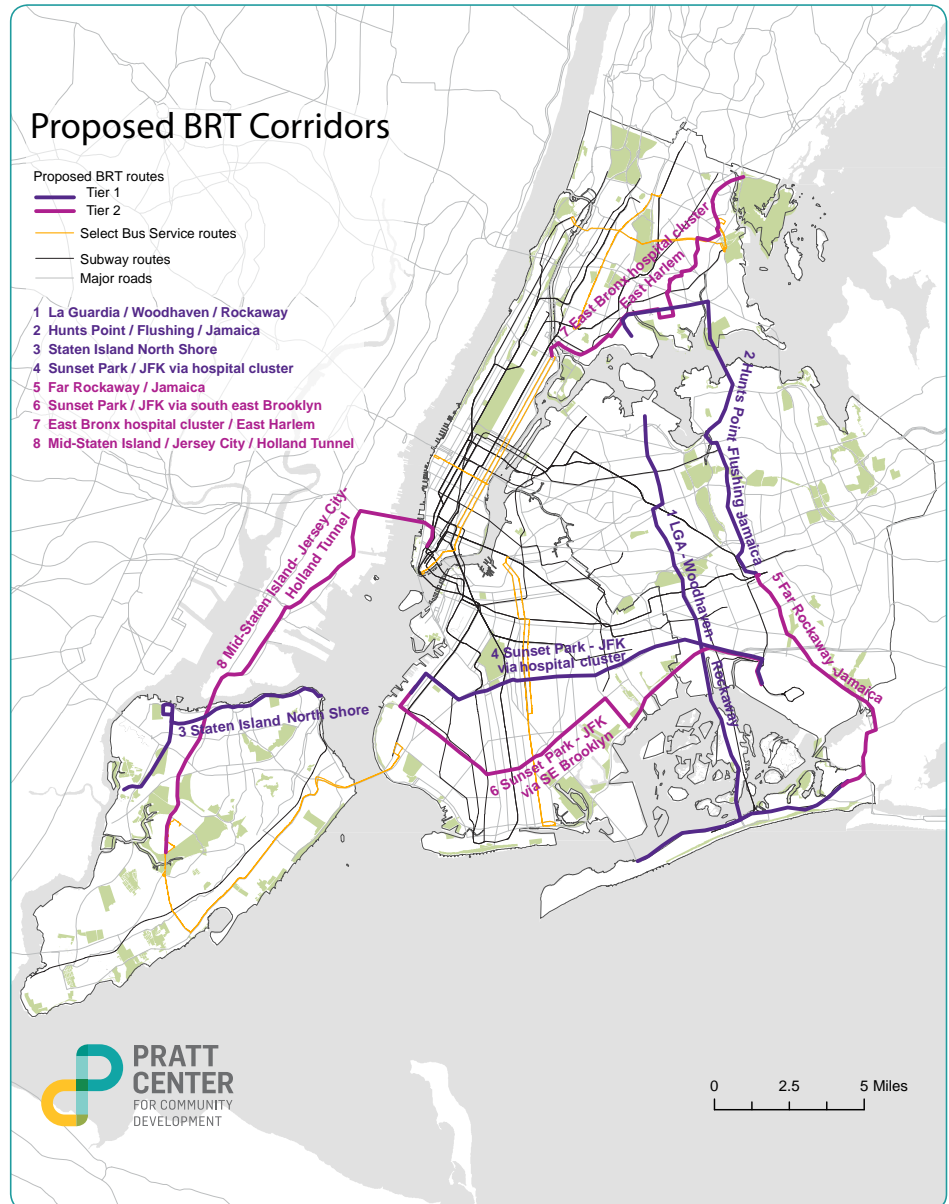 Proposed BRT Corridors
Proposed BRT routes
Tier 1
Tier 2
Select Bus Service routes
Subway routes
Major roads
1 La Guardia / Woodhaven / Rockaway
2 Hunts Point / Flushing / Jamaica
3 Staten Island North Shore
4 Sunset Park / JFK via hospital cluster
5 Far Rockaway / Jamaica
6 Sunset Park / JFK via south east Brooklyn
7 East Bronx hospital cluster / East Harlem
8 Mid-Staten Island / Jersey City / Holland Tunnel
7 East Bronx hospital cluster
East Harlem
2 Hunts Point Flushing Jamaica
1 LGA - Woodhaven
Rockaway
8 Mid-Staten Island- Jersey City-
Holland Tunnel
5 Far Rockaway Jamaica
4 Sunset Park - JFK
via hospital cluster
3 Staten Island North Shore
6 Sunset Park - JFK
via SE Brooklyn
PRATT
CENTER
FOR COMMUNITY
DEVELOPMENT
0 2.5 5 Miles